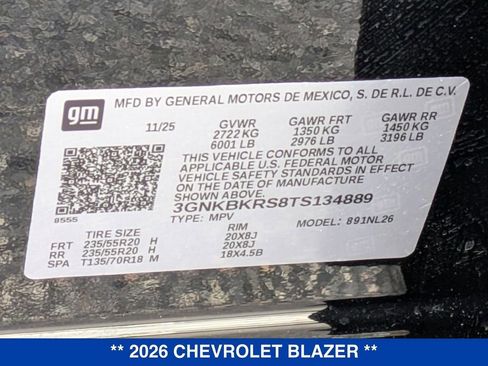 gm
MFD BY GENERAL MOTORS DE MEXICO, S. DE R.L. DE C.V.
11/25 GVWR GAWR FRT GAWR RR
2722 KG 1350 KG 1450 KG
6001 LB 2976 LB 3196 LB
THIS VEHICLE CONFORMS TO ALL
APPLICABLE U.S. FEDERAL MOTOR
VEHICLE SAFETY STANDARDS IN EFFECT
ON THE DATE OF MANUFACTURE
8555
3GNKBKRS8TS134889
TYPE: MPV MODEL: 891NL26
TIRE SIZE RIM
FRT 235/55R20 H 20X8J
RR 235/55R20 H 20X8J
SPA T135/70R18 M 18X4.5B
** 2026 CHEVROLET BLAZER **